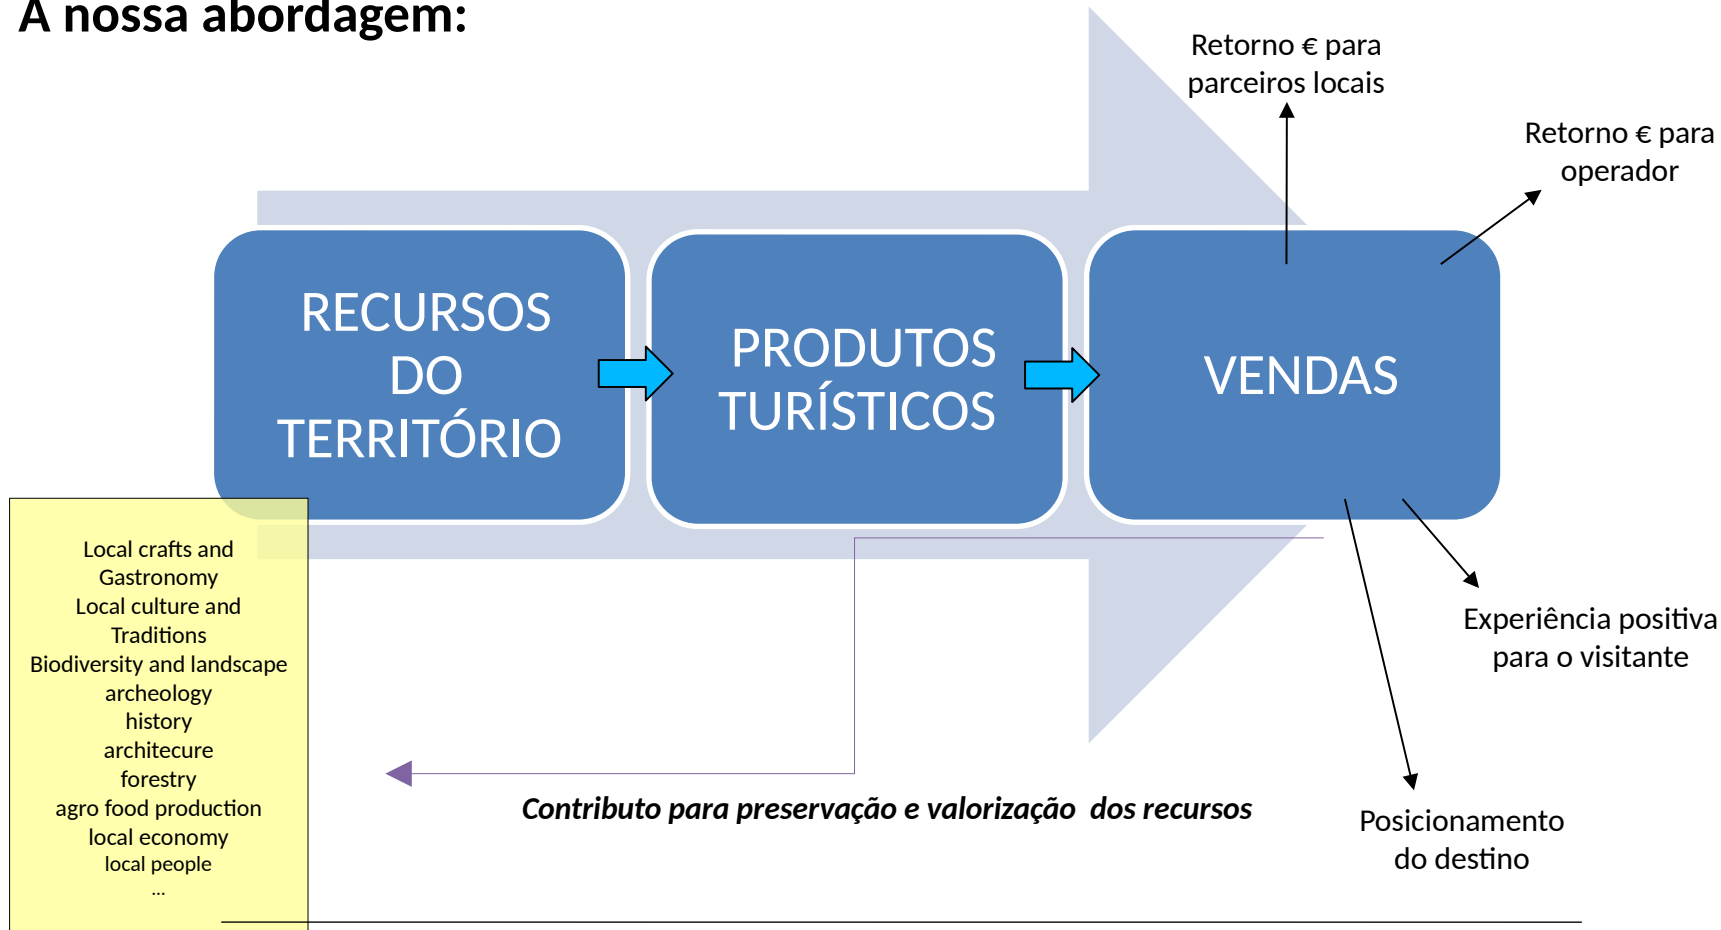 A nossa abordagem:
Retorno € para
parceiros locais
Retorno € para
operador
RECURSOS
DO
TERRITÓRIO
PRODUTOS
TURÍSTICOS
VENDAS
Local crafts and
Gastronomy
Local culture and
Traditions
Biodiversity and landscape
archeology
history
architecure
forestry
agro food production
local economy
local people
...
Experiência positiva
para o visitante
Contributo para preservação e valorização  dos recursos
Posicionamento
do destino